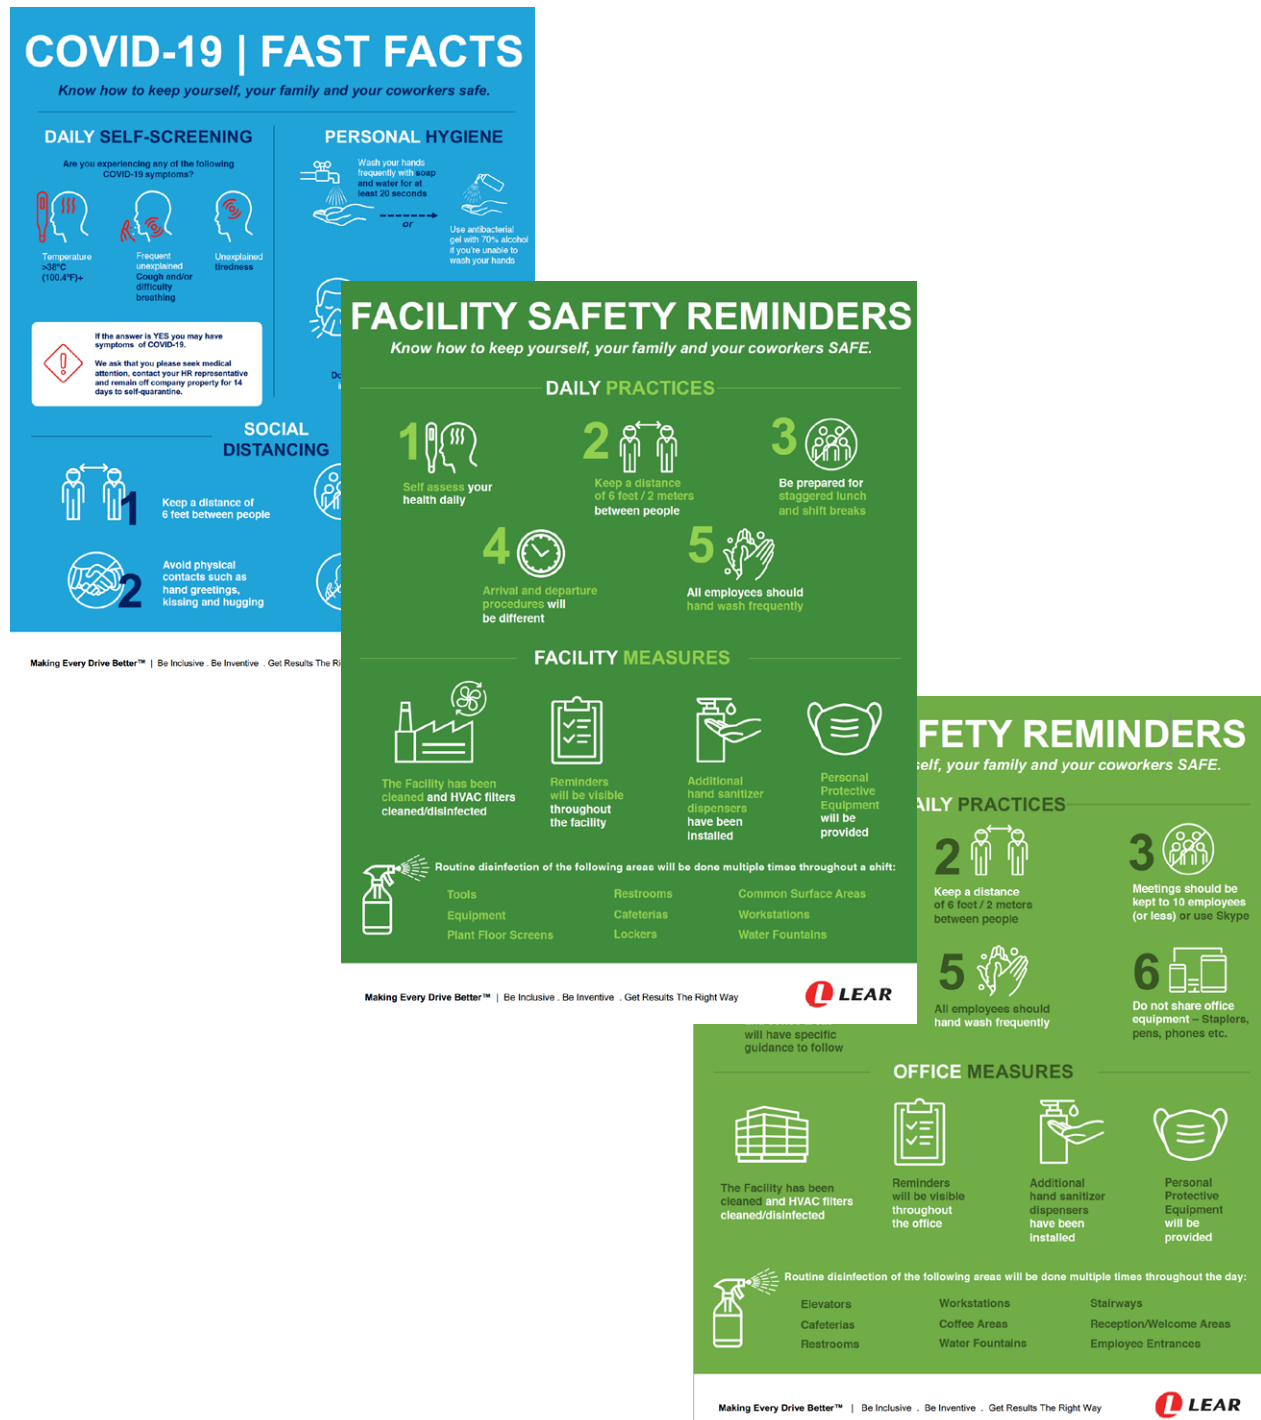 COVID-19 | FAST FACTS
Know how to keep yourself, your family and your coworkers safe.
DAILY SELF-SCREENING
Are you experiencing any of the following
COVID-19 symptoms?
Temperature
>38°C
(100.4°F)+
Frequent
unexplained
Cough and/or
difficulty
breathing
Unexplained
tiredness
If the answer is YES you may have
symptoms of COVID-19.
We ask that you please seek medical
attention, contact your HR representative
and remain off company property for 14
days to self-quarantine.
PERSONAL HYGIENE
Wash your hands
frequently with soap
and water for at
least 20 seconds
or
Use antibacterial
gel with 70% alcohol
if you're unable to
wash your hands
SOCIAL
DISTANCING
1
Keep a distance of
6 feet between people
2
Avoid physical
contacts such as
hand greetings,
kissing and hugging
Making Every Drive Better™ | Be Inclusive . Be Inventive . Get Results The
FACILITY SAFETY REMINDERS
Know how to keep yourself, your family and your coworkers SAFE.
DAILY PRACTICES
1
Self assess your
health daily
2
Keep a distance
of 6 feet / 2 meters
between people
3
Be prepared for
staggered lunch
and shift breaks
4
Arrival and departure
procedures will
be different
5
All employees should
hand wash frequently
FACILITY MEASURES
The Facility has been
cleaned and HVAC filters
cleaned/disinfected
Reminders
will be visible
throughout
the facility
Additional
hand sanitizer
dispensers
have been
installed
Personal
Protective
Equipment
will be
provided
Routine disinfection of the following areas will be done multiple times throughout a shift:
Tools
Equipment
Plant Floor Screens
Restrooms
Cafeterias
Lockers
Common Surface Areas
Workstations
Water Fountains
Making Every Drive Better™ | Be Inclusive . Be Inventive . Get Results The Right Way
LEAR
FETY REMINDERS
self, your family and your coworkers SAFE.
AILY PRACTICES
2
Keep a distance
of 6 feet / 2 meters
between people
3
Meetings should be
kept to 10 employees
(or less) or use Skype
will have specific
guidance to follow
5
All employees should
hand wash frequently
6
Do not share office
equipment – Staplers,
pens, phones etc.
OFFICE MEASURES
The Facility has been
cleaned and HVAC filters
cleaned/disinfected
Reminders
will be visible
throughout
the office
Additional
hand sanitizer
dispensers
have been
installed
Personal
Protective
Equipment
will be
provided
Routine disinfection of the following areas will be done multiple times throughout the day:
Elevators
Cafeterias
Restrooms
Workstations
Coffee Areas
Water Fountains
Stairways
Reception/Welcome Areas
Employee Entrances
Making Every Drive Better™ | Be Inclusive . Be Inventive . Get Results The Right Way
LEAR